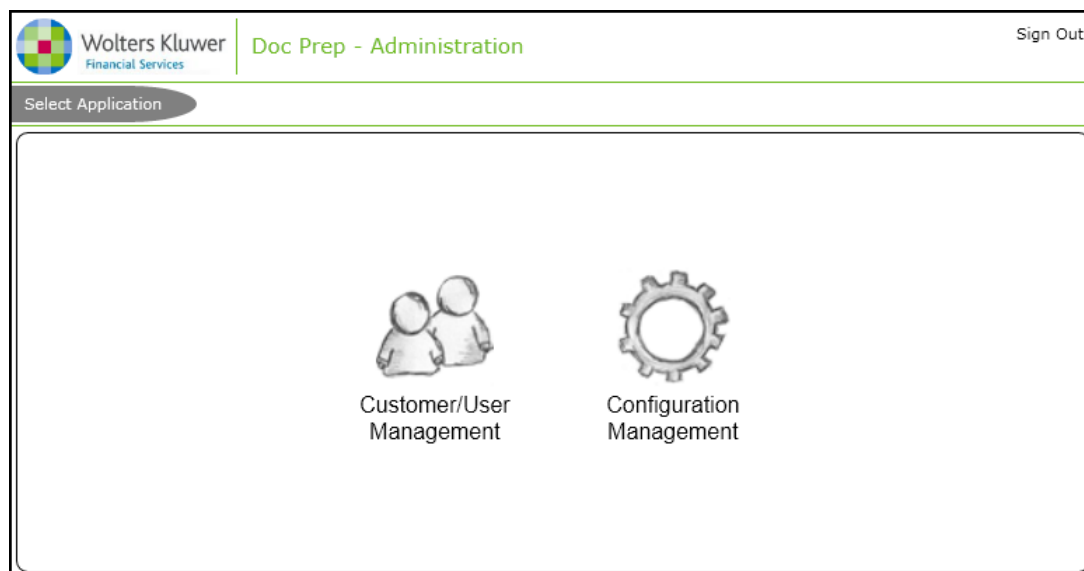 Wolters Kluwer
Financial Services
Doc Prep - Administration
Sign Out
Select Application
Customer/User
Management
Configuration
Management